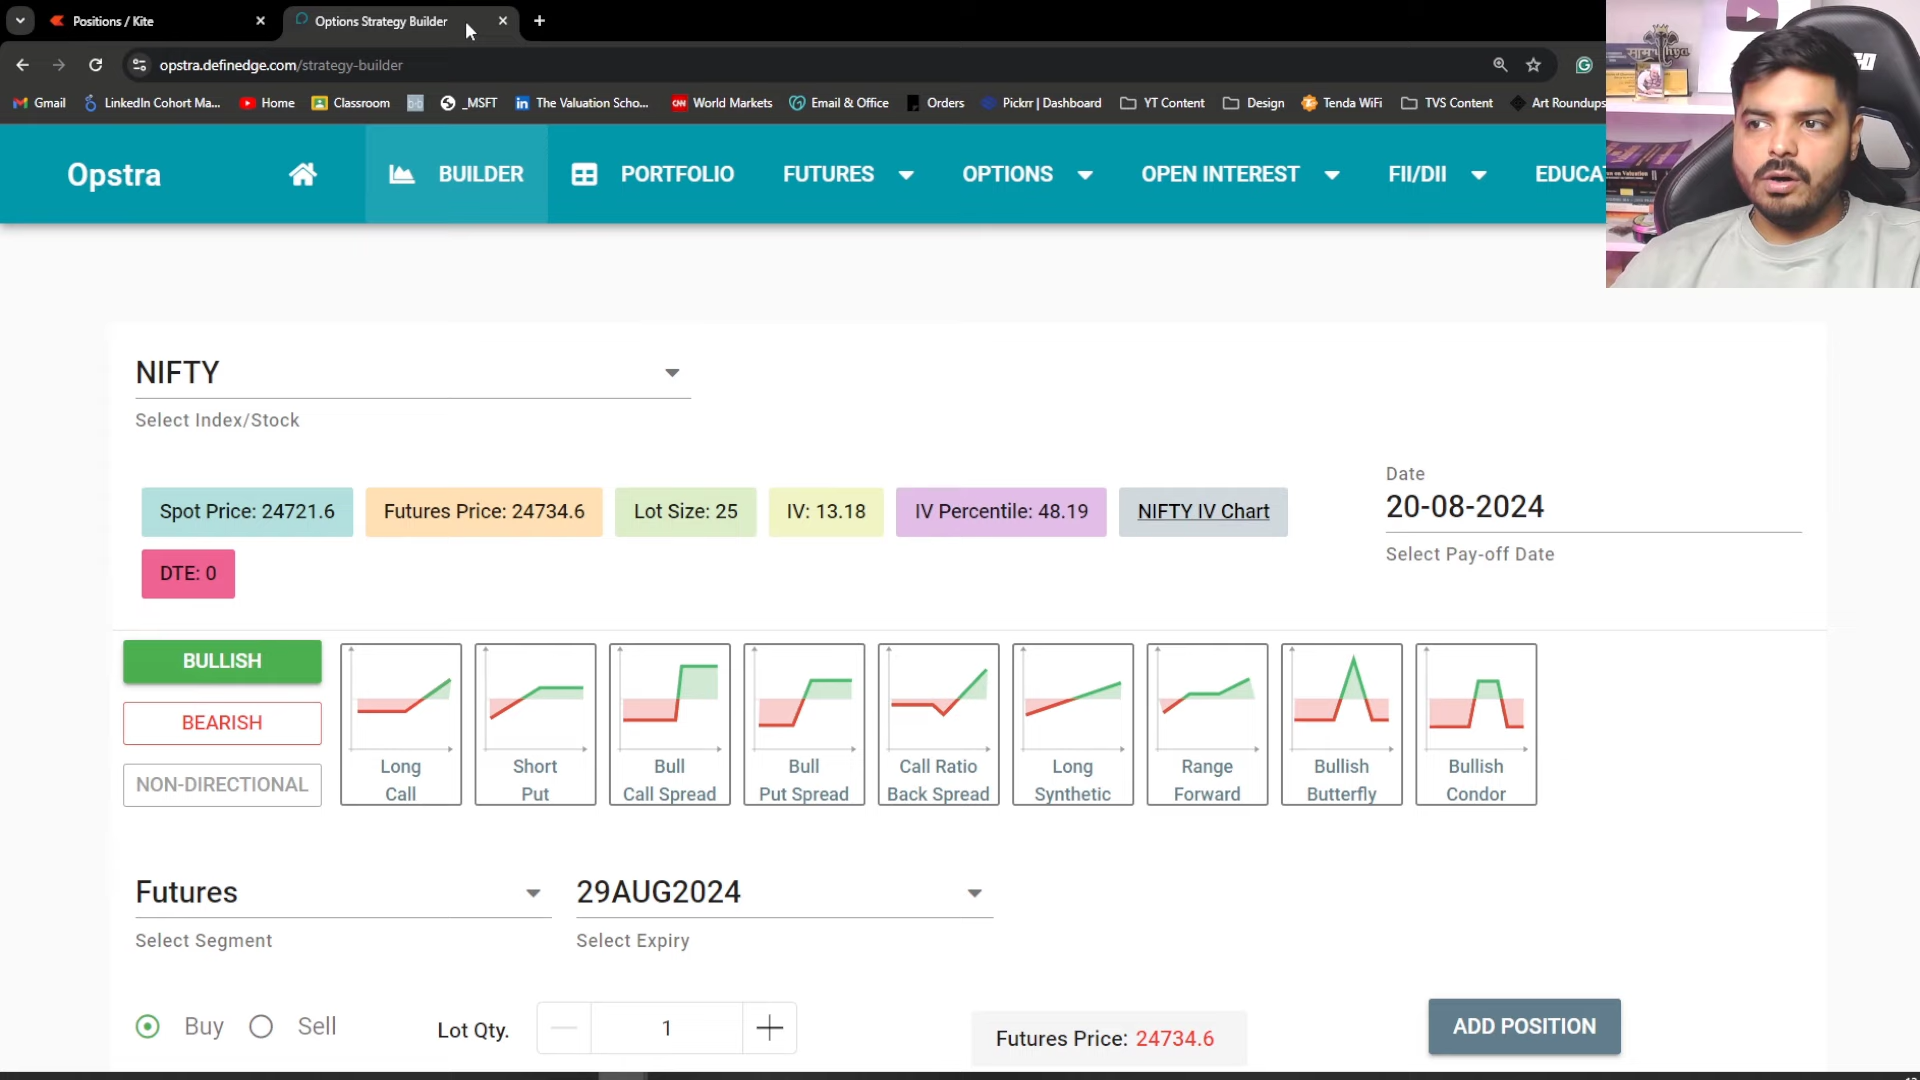 Positions / Kite
Options Strategy Builder
opstra.definedge.com/strategy-builder
Gmail
LinkedIn Cohort Ma...
Home
Classroom
_MSFT
The Valuation Scho...
World Markets
Email & Office
Orders
Pickrr | Dashboard
YT Content
Design
Tenda WiFi
TVS Content
Art Roundups
Opstra
BUILDER
PORTFOLIO
FUTURES
OPTIONS
OPEN INTEREST
FII/DII
EDUCA
NIFTY
Select Index/Stock
Spot Price: 24721.6
Futures Price: 24734.6
Lot Size: 25
IV: 13.18
IV Percentile: 48.19
NIFTY IV Chart
DTE: 0
Date
20-08-2024
Select Pay-off Date
BULLISH
BEARISH
NON-DIRECTIONAL
Long
Call
Short
Put
Bull
Call Spread
Bull
Put Spread
Call Ratio
Back Spread
Long
Synthetic
Range
Forward
Bullish
Butterfly
Bullish
Condor
Futures
Select Segment
29AUG2024
Select Expiry
Buy
Sell
Lot Qty.
1
Futures Price: 24734.6
ADD POSITION